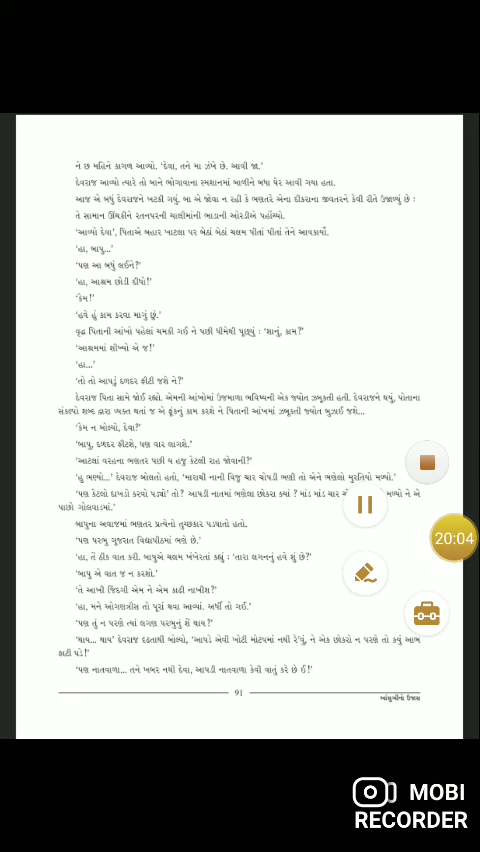 ને છ મહિને કાગળ આવ્યો. 'દેવા, તને મા ઝંખે છે. આવી જા.'
દેવરાજ આવ્યો ત્યારે તો બાને ભોગાવાના સ્મશાનમાં બાળીને બધા ઘેર આવી ગયા હતા.
આજ એ બધું દેવરાજને ખટકી ગયું. બા એ જોવા ન રહી કે ભણતરે એના દીકરાના જીવતરને કેવી રીતે ઉજાળ્યું છે :
તે સામાન ઊંચકીને રતનપરની ચાલીમાંની ભાડાની ઓરડીએ પહોંચ્યો.
'આવ્યો દેવા', પિતાએ બહાર ખાટલા પર બેઠાં બેઠાં ચલમ પીતાં પીતાં તેને આવકાર્યો.
'હા, બાપુ...'
'પણ આ બધું લઈને?'
'હા, આશ્રમ છોડી દીધો!'
'કેમ!'
'હવે હું કામ કરવા માગું છું.'
વૃદ્ધ પિતાની આંખો પહેલાં ચમકી ગઈ ને પછી ધીમેથી પૂછ્યું : 'શાનું, કામ?'
'આશ્રમમાં શીખ્યો એ જ!'
'હા...'
'તો તો આપડું દળદર ફીટી જશે ને?'
દેવરાજ પિતા સામે જોઈ રહ્યો. એમની આંખોમાં ઉજમાળા ભવિષ્યની એક જ્યોત ઝબૂકતી હતી. દેવરાજને થયું, પોતાના
સંકલ્પો શબ્દ દ્વારા વ્યક્ત થતાં જ એ ફૂંકનું કામ કરશે ને પિતાની આંખમાં ઝબૂકતી જ્યોત બુઝાઈ જશે...
'કેમ ન બોલ્યો, દેવા?'
'બાપુ, દળદર ફીટશે, પણ વાર લાગશે.'
'આટલાં વરહના ભણતર પછી ય હજુ કેટલી રાહ જોવાની?'
'હુ ભણ્યો...' દેવરાજ બોલતો હતો, 'મારાથી નાની વિજુ ચાર ચોપડી ભણી તો એને ભણેલો મુરતિયો મળ્યો.'
'પણ કેટલો દાખડો કરવો પડ્યો' તો? આપડી નાતમાં ભણેલા છોકરા ક્યાં? માંડ માંડ ચાર મળ્યો ને એ
પાછો ગોલવાડમાં.'
બાપુના અવાજમાં ભણતર પ્રત્યેનો તુચ્છકાર પડઘાતો હતો.
'પણ પરભુ ગૂજરાત વિદ્યાપીઠમાં ભણે છે.'
'હા, તેં ઠીક વાત કરી. બાપુએ ચલમ ખંખેરતાં કહ્યું : 'તારા લગનનું હવે શું છે?'
'બાપુ એ વાત જ ન કરશો.'
'તે આખી જિંદગી એમ ને એમ કાઢી નાખીશ?'
'હા, મને ઓગણત્રીસ તો પૂરાં થવા આવ્યાં. અર્ધી તો ગઈ.'
'પણ તું ન પરણે ત્યાં લગણ પરભુનું શેં થાય?'
'થાય... થાય' દેવરાજ દૃઢતાથી બોલ્યો, 'આપડે એવી ખોટી મોટપમાં નથી રે'વું, ને એક છોકરો ન પરણે તો કયું આભ
ફાટી પડે!'
'પણ નાતવાળા... તને ખબર નથી દેવા, આપડી નાતવાળા કેવી વાતું કરે છે ઈ!'
91
આંસુભીનો ઉજાસ
20:04
MOBI
RECORDER